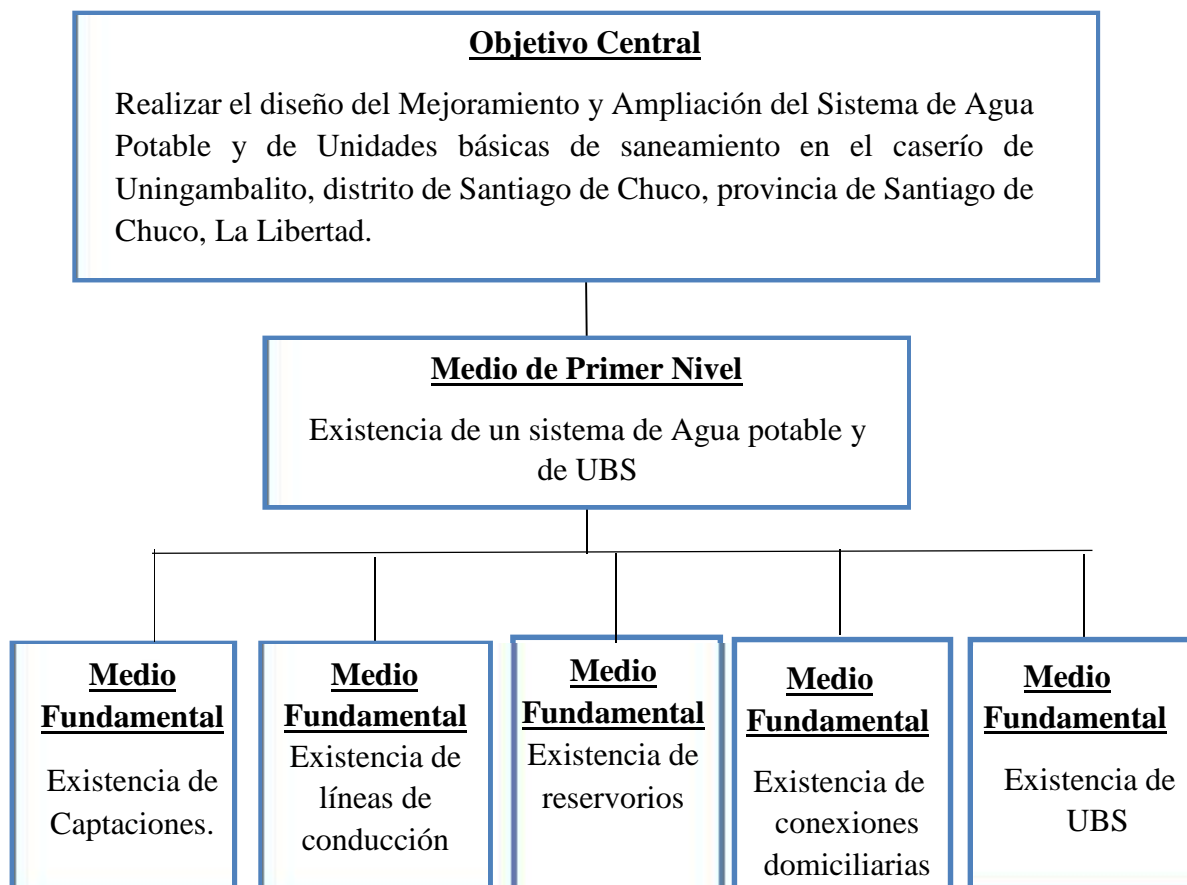 Objetivo Central
Realizar el diseño del Mejoramiento y Ampliación del Sistema de Agua
Potable y de Unidades básicas de saneamiento en el caserío de
Uningambalito, distrito de Santiago de Chuco, provincia de Santiago de
Chuco, La Libertad.
Medio de Primer Nivel
Existencia de un sistema de Agua potable y
de UBS
Medio
Fundamental
Existencia de
Captaciones.
Medio
Fundamental
Existencia de
líneas de
conducción
Medio
Fundamental
Existencia de
reservorios
Medio
Fundamental
Existencia de
conexiones
domiciliarias
Medio
Fundamental
Existencia de
UBS